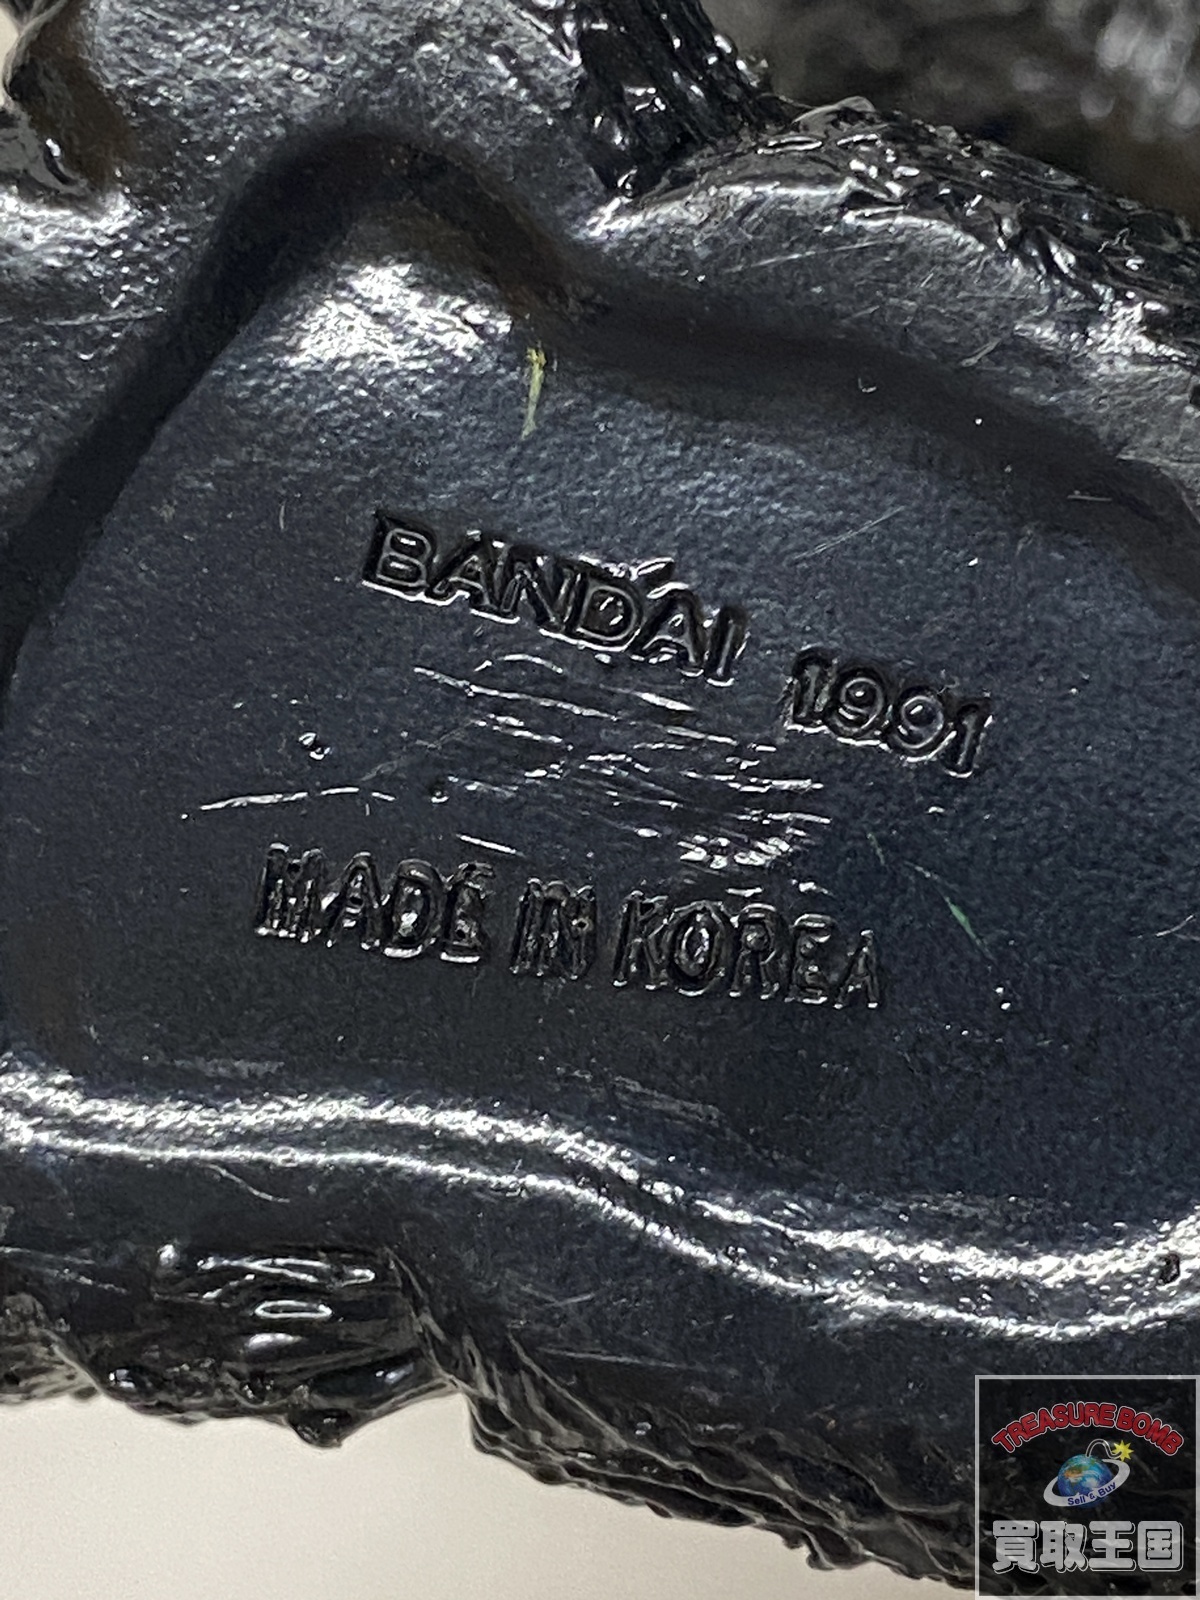 BANDAI 1991
MADE IN KOREA
TREASURE BOMB
Sell & Buy
買取王国